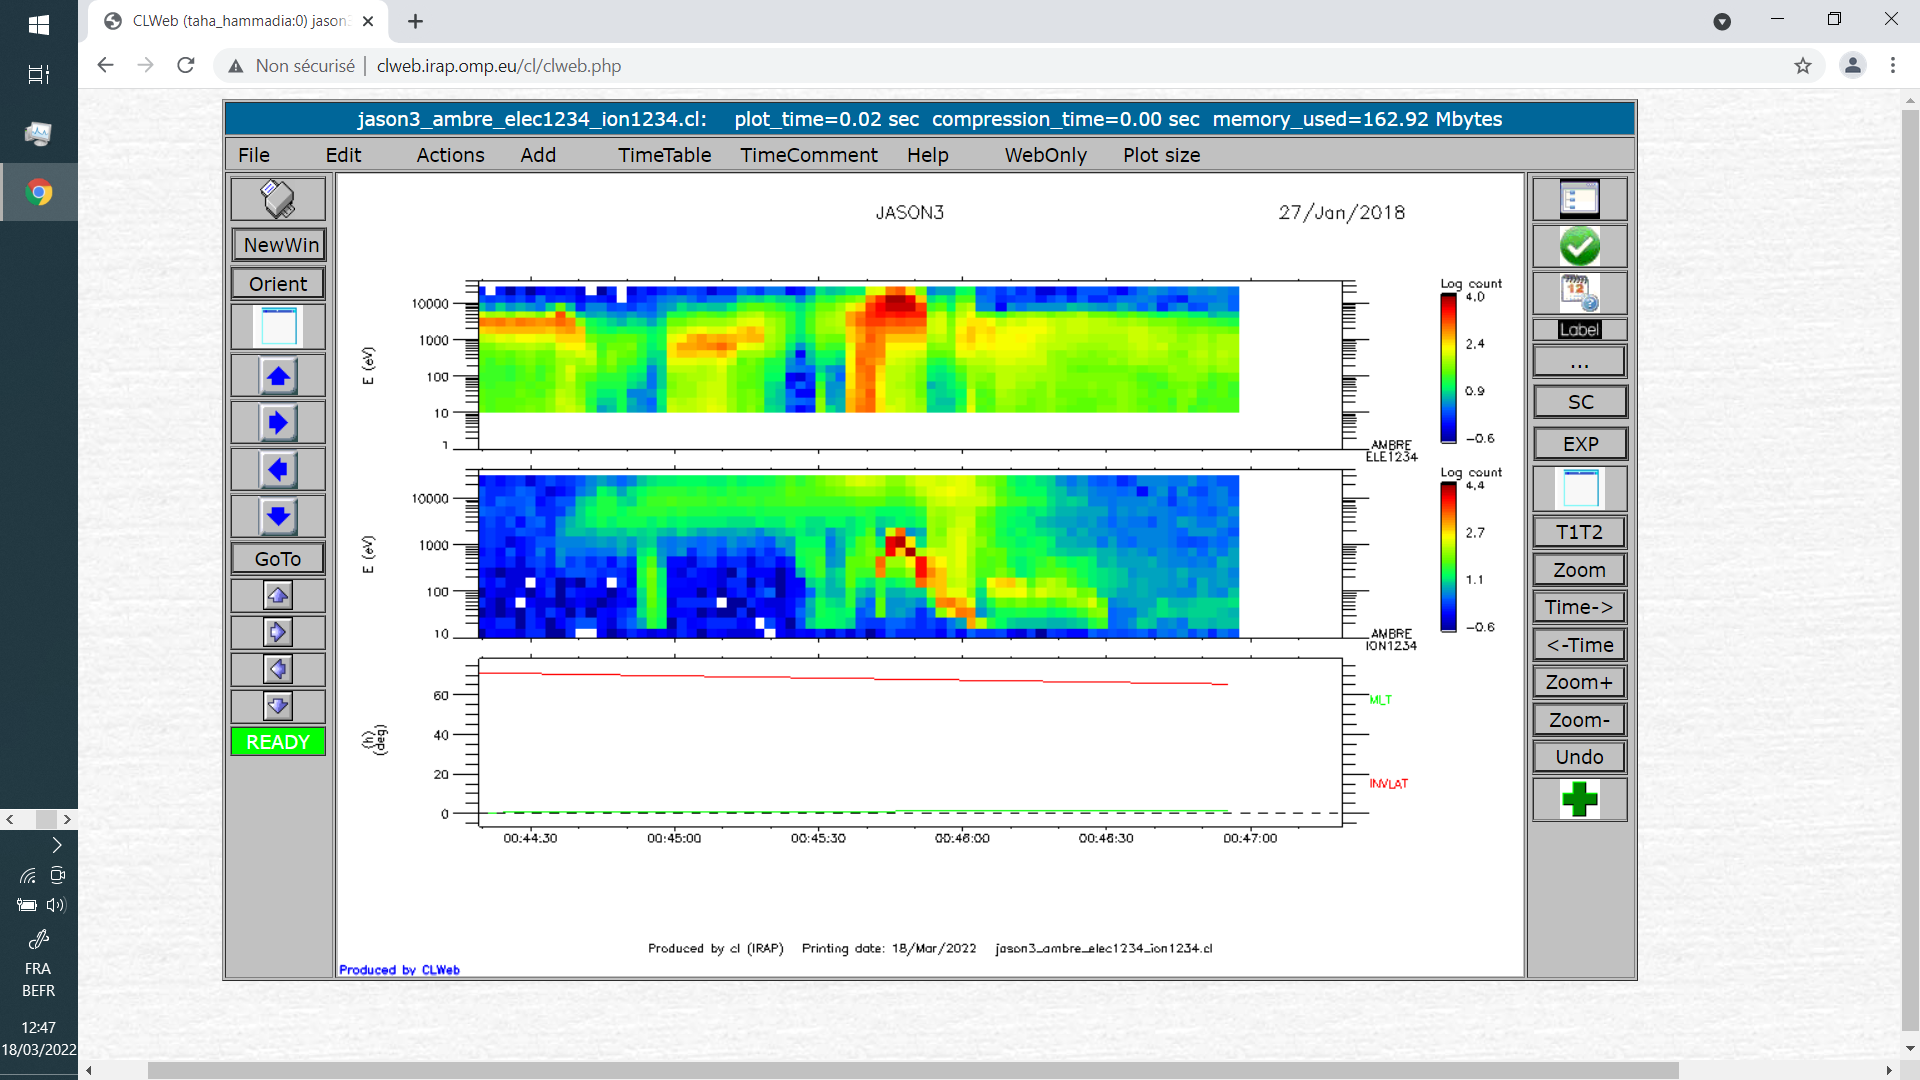 CLWeb (taha_hammadia:0) jason3
Non sécurisé | clweb.irap.omp.eu/cl/clweb.php
jason3_ambre_elec1234_ion1234.cl: plot_time=0.02 sec compression_time=0.00 sec memory_used=162.92 Mbytes
File Edit Actions Add TimeTable TimeComment Help WebOnly Plot size
NewWin
Orient
GoTo
READY
JASON3 27/Jan/2018
Log count
4.0
2.4
0.9
-0.6
E (eV)
10000
1000
100
10
1
AMBRE
ELE1234
Log count
4.4
2.7
1.1
-0.6
E (eV)
10000
1000
100
10
AMBRE
ION1234
(h)
(deg)
60
40
20
0
MLT
INVLAT
00:44:30 00:45:00 00:45:30 00:46:00 00:46:30 00:47:00
Produced by cl (IRAP) Printing date: 18/Mar/2022 jason3_ambre_elec1234_ion1234.cl
Produced by CLWeb
12
Label
...
SC
EXP
T1T2
Zoom
Time->
<-Time
Zoom+
Zoom-
Undo
FRA
BEFR
12:47
18/03/2022